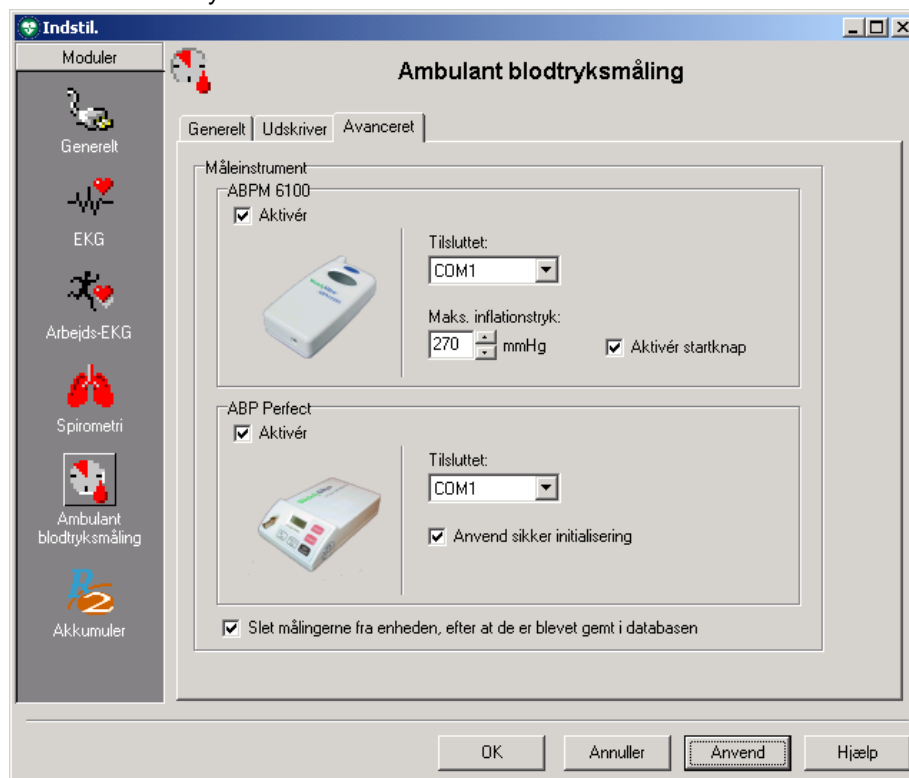 Indstil.
Moduler
Ambulant blodtryksmåling
Generelt
Udskriver
Avanceret
Generelt
EKG
Arbejds-EKG
Spirometri
Ambulant
blodtryksmåling
Akkumuler
Måleinstrument
ABPM 6100
Aktivér
Tilsluttet:
COM1
Maks. inflationstryk:
270 mmHg
Aktivér startknap
ABP Perfect
Aktivér
Tilsluttet:
COM1
Anvend sikker initialisering
Slet målingerne fra enheden, efter at de er blevet gemt i databasen
OK
Annuller
Anvend
Hjælp